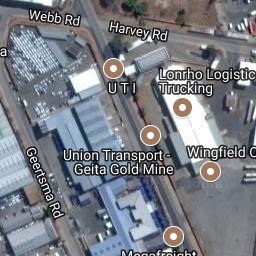 Webb Rd
Harvey Rd
a
Lonrho Logistic
Trucking
U T I
Union Transport -
Geita Gold Mine
Wingfield C
Geertsma Rd
Megafreight